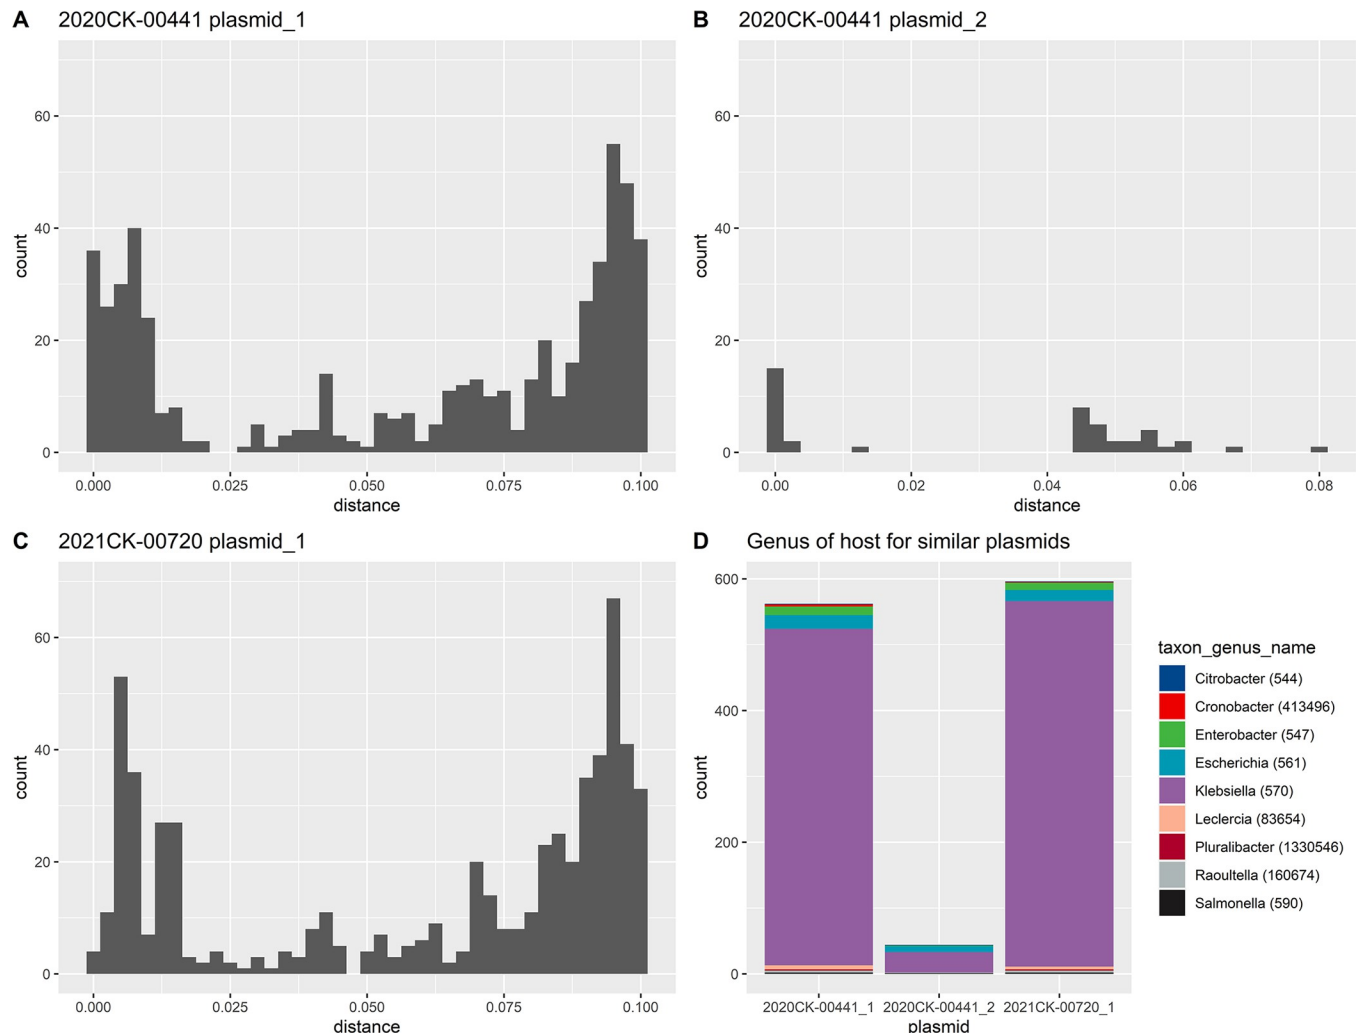 A 2020CK-00441 plasmid_1
60
40
20
0
count
0.000 0.025 0.050 0.075 0.100
distance
B 2020CK-00441 plasmid_2
60
40
20
0
count
0.00 0.02 0.04 0.06 0.08
distance
C 2021CK-00720 plasmid_1
60
40
20
0
count
0.000 0.025 0.050 0.075 0.100
distance
D Genus of host for similar plasmids
600
400
200
0
count
2020CK-00441_1 2020CK-00441_2 2021CK-00720_1
plasmid
taxon_genus_name
Citrobacter (544)
Cronobacter (413496)
Enterobacter (547)
Escherichia (561)
Klebsiella (570)
Leclercia (83654)
Pluralibacter (1330546)
Raoultella (160674)
Salmonella (590)